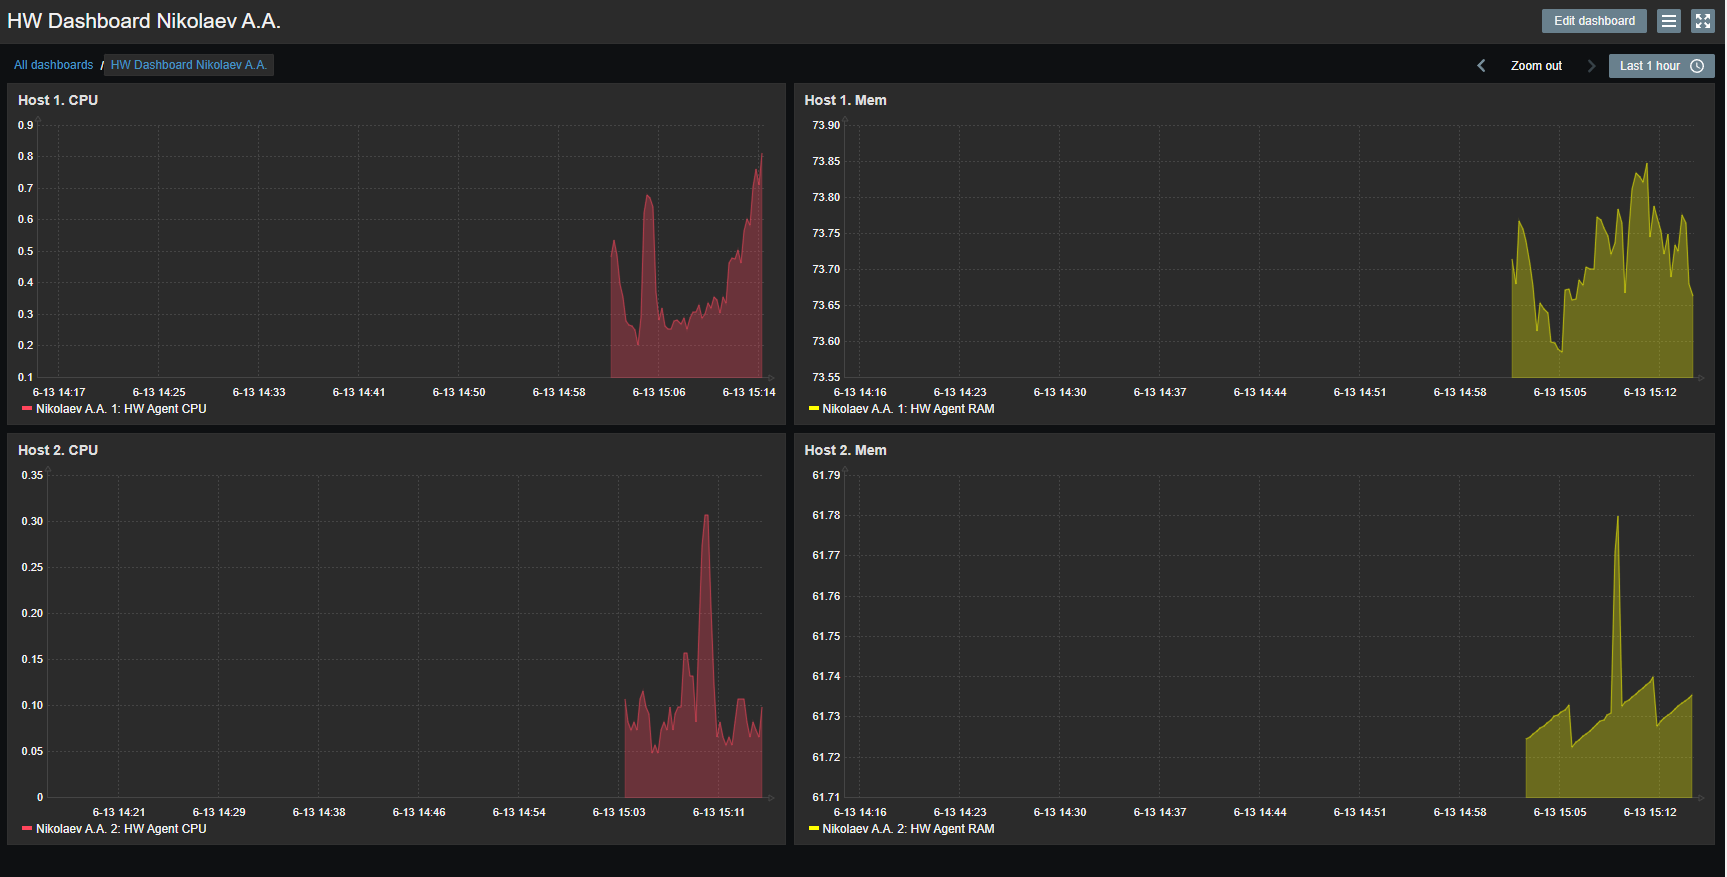 HW Dashboard Nikolaev A.A.
Edit dashboard
All dashboards / HW Dashboard Nikolaev A.A.
Zoom out
Last 1 hour
Host 1. CPU
0.9
0.8
0.7
0.6
0.5
0.4
0.3
0.2
0.1
6-13 14:17 6-13 14:25 6-13 14:33 6-13 14:41 6-13 14:50 6-13 14:58 6-13 15:06 6-13 15:14
Nikolaev A.A. 1: HW Agent CPU
Host 1. Mem
73.90
73.85
73.80
73.75
73.70
73.65
73.60
73.55
6-13 14:16 6-13 14:23 6-13 14:30 6-13 14:37 6-13 14:44 6-13 14:51 6-13 14:58 6-13 15:05 6-13 15:12
Nikolaev A.A. 1: HW Agent RAM
Host 2. CPU
0.35
0.30
0.25
0.20
0.15
0.10
0.05
0
6-13 14:21 6-13 14:29 6-13 14:38 6-13 14:46 6-13 14:54 6-13 15:03 6-13 15:11
Nikolaev A.A. 2: HW Agent CPU
Host 2. Mem
61.79
61.78
61.77
61.76
61.75
61.74
61.73
61.72
61.71
6-13 14:16 6-13 14:23 6-13 14:30 6-13 14:37 6-13 14:44 6-13 14:51 6-13 14:58 6-13 15:05 6-13 15:12
Nikolaev A.A. 2: HW Agent RAM